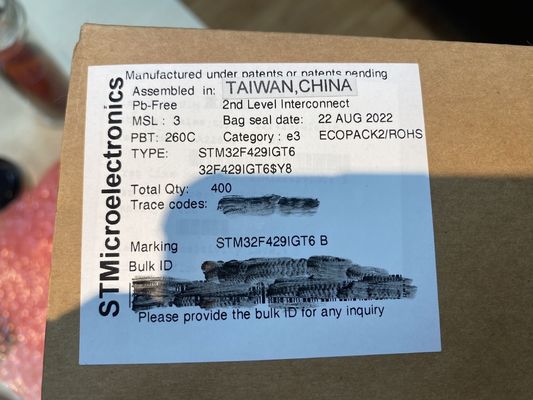 STMicroelectronics
Manufactured under patents or patents pending
Assembled in: TAIWAN,CHINA
Pb-Free 2nd Level Interconnect
MSL : 3 Bag seal date: 22 AUG 2022
PBT: 260C Category : e3 ECOPACK2/ROHS
TYPE: STM32F429IGT6
32F429IGT6$Y8
Total Qty: 400
Trace codes:
Marking STM32F429IGT6 B
Bulk ID
Please provide the bulk ID for any inquiry